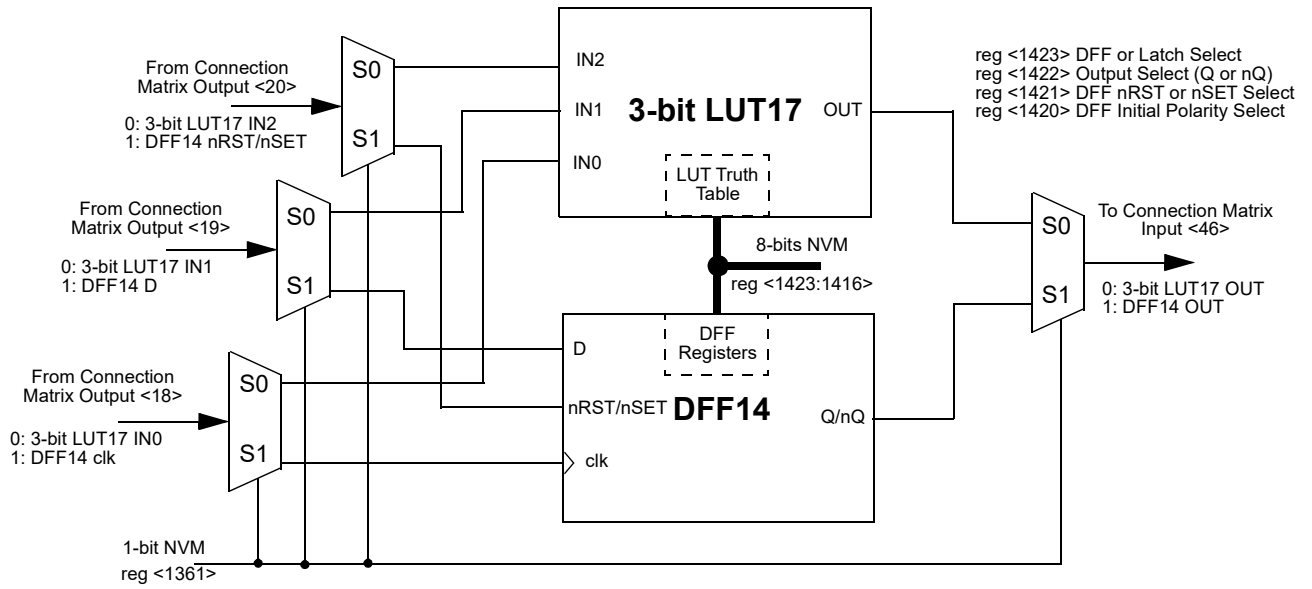 From Connection
Matrix Output <20>
0: 3-bit LUT17 IN2
1: DFF14 nRST/nSET
S0
S1
From Connection
Matrix Output <19>
0: 3-bit LUT17 IN1
1: DFF14 D
S0
S1
From Connection
Matrix Output <18>
0: 3-bit LUT17 IN0
1: DFF14 clk
S0
S1
1-bit NVM
reg <1361>
IN2
IN1
IN0
3-bit LUT17
OUT
LUT Truth
Table
8-bits NVM
reg <1423:1416>
DFF
Registers
D
nRST/nSET
DFF14
Q/nQ
clk
reg <1423> DFF or Latch Select
reg <1422> Output Select (Q or nQ)
reg <1421> DFF nRST or nSET Select
reg <1420> DFF Initial Polarity Select
S0
S1
To Connection Matrix
Input <46>
0: 3-bit LUT17 OUT
1: DFF14 OUT